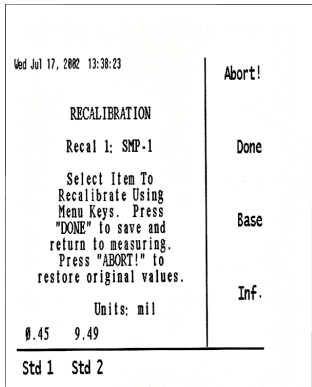 Wed Jul 17, 2002 13:38:23
Abort!
RECALIBRATION
Recal 1: SMP-1
Done
Select Item To
Recalibrate Using
Menu Keys. Press
"DONE" to save and
return to measuring.
Press "ABORT!" to
restore original values.
Base
Inf.
Units: mil
0.45 9.49
Std 1 Std 2